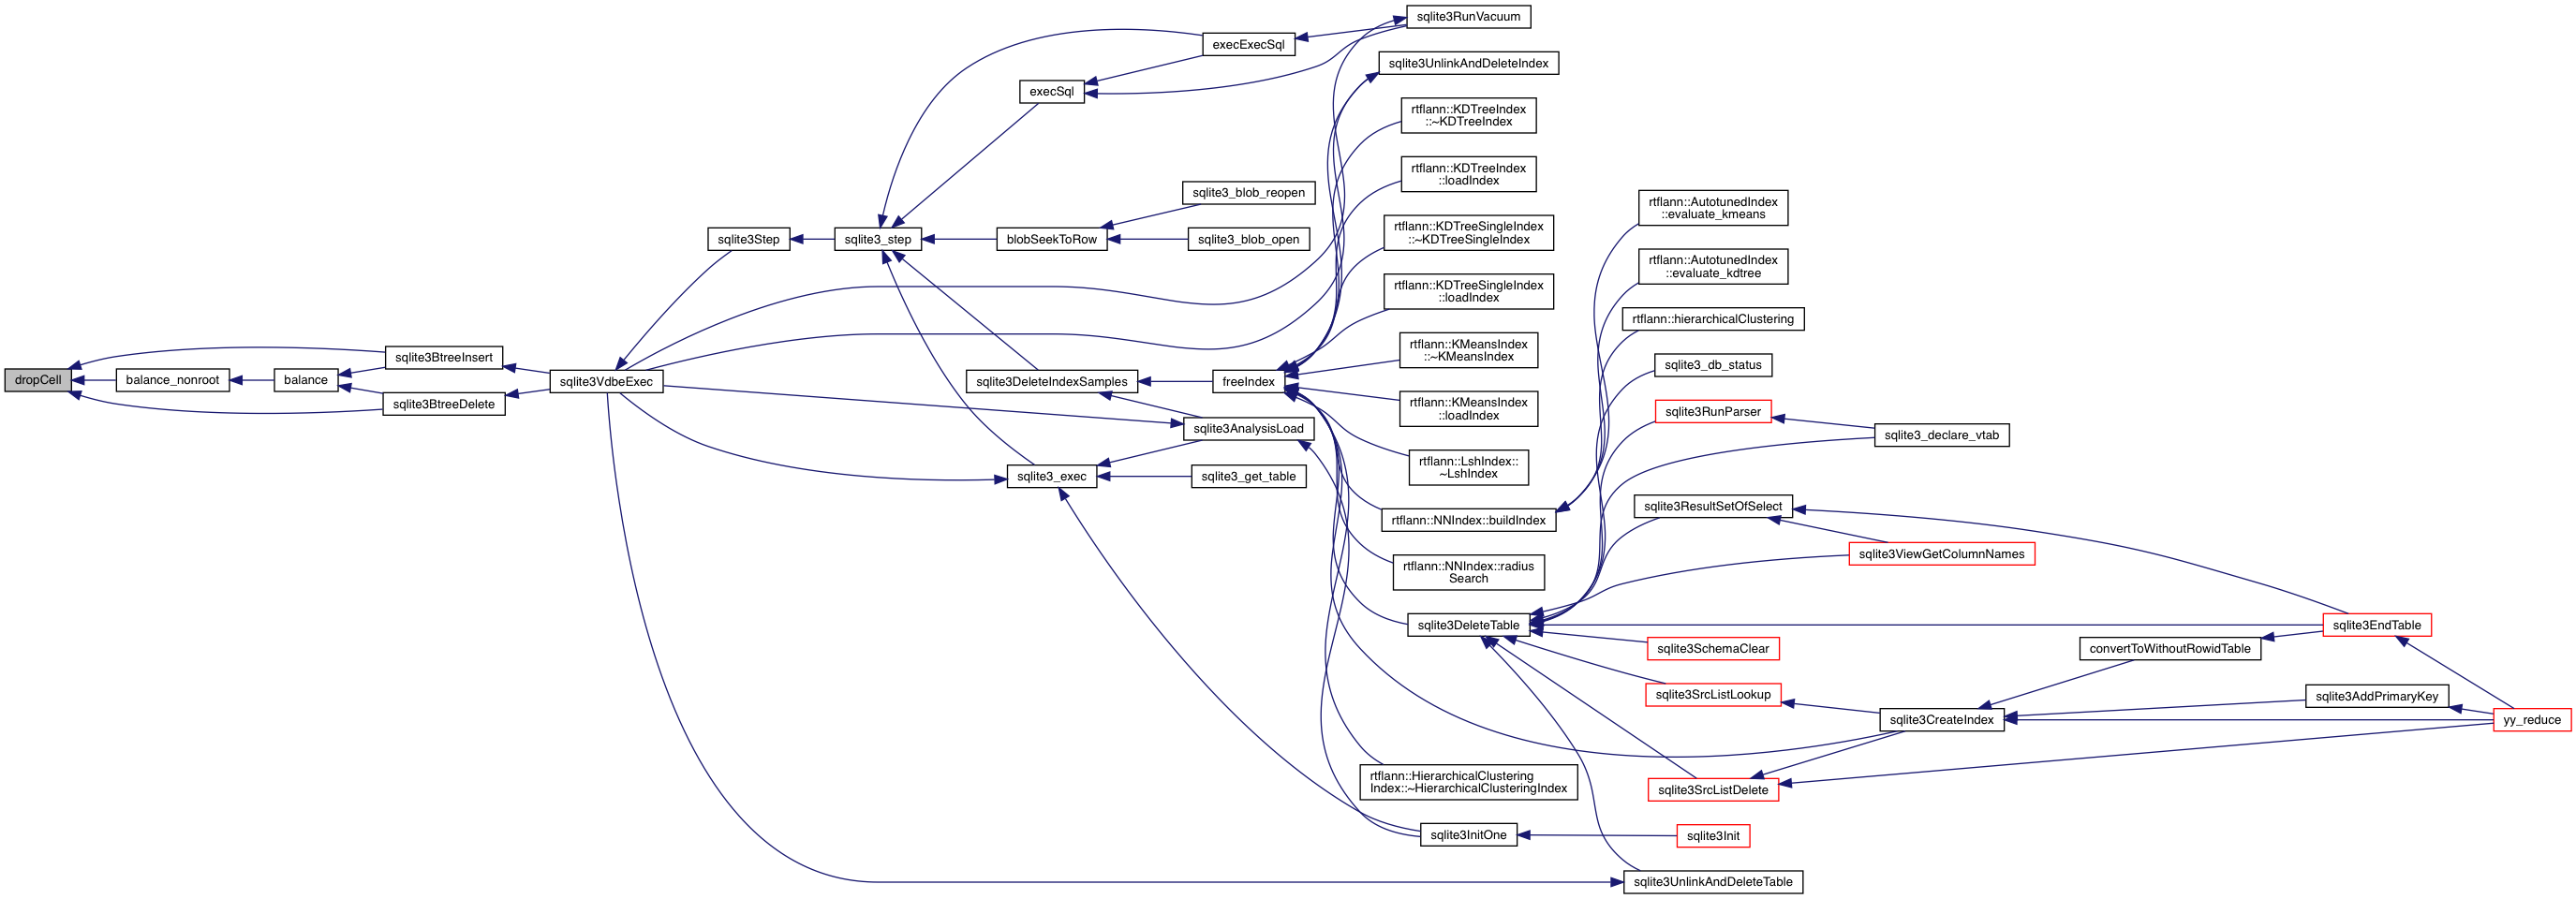 dropCell
balance_nonroot
balance
sqlite3BtreeInsert
sqlite3BtreeDelete
sqlite3VdbeExec
sqlite3Step
sqlite3_step
execSql
execExecSql
sqlite3RunVacuum
sqlite3UnlinkAndDeleteIndex
blobSeekToRow
sqlite3_blob_reopen
sqlite3_blob_open
sqlite3DeleteIndexSamples
sqlite3AnalysisLoad
sqlite3_exec
sqlite3_get_table
freeIndex
rtflann::KDTreeIndex
::~KDTreeIndex
rtflann::KDTreeIndex
::loadIndex
rtflann::KDTreeSingleIndex
::~KDTreeSingleIndex
rtflann::KDTreeSingleIndex
::loadIndex
rtflann::KMeansIndex
::~KMeansIndex
rtflann::KMeansIndex
::loadIndex
rtflann::LshIndex::
~LshIndex
rtflann::NNIndex::buildIndex
rtflann::NNIndex::radius
Search
sqlite3DeleteTable
rtflann::HierarchicalClustering
Index::~HierarchicalClusteringIndex
sqlite3InitOne
rtflann::AutotunedIndex
::evaluate_kmeans
rtflann::AutotunedIndex
::evaluate_kdtree
rtflann::hierarchicalClustering
sqlite3_db_status
sqlite3RunParser
sqlite3_declare_vtab
sqlite3ResultSetOfSelect
sqlite3ViewGetColumnNames
sqlite3SchemaClear
sqlite3SrcListLookup
sqlite3SrcListDelete
sqlite3Init
sqlite3UnlinkAndDeleteTable
sqlite3CreateIndex
convertToWithoutRowidTable
sqlite3EndTable
sqlite3AddPrimaryKey
yy_reduce